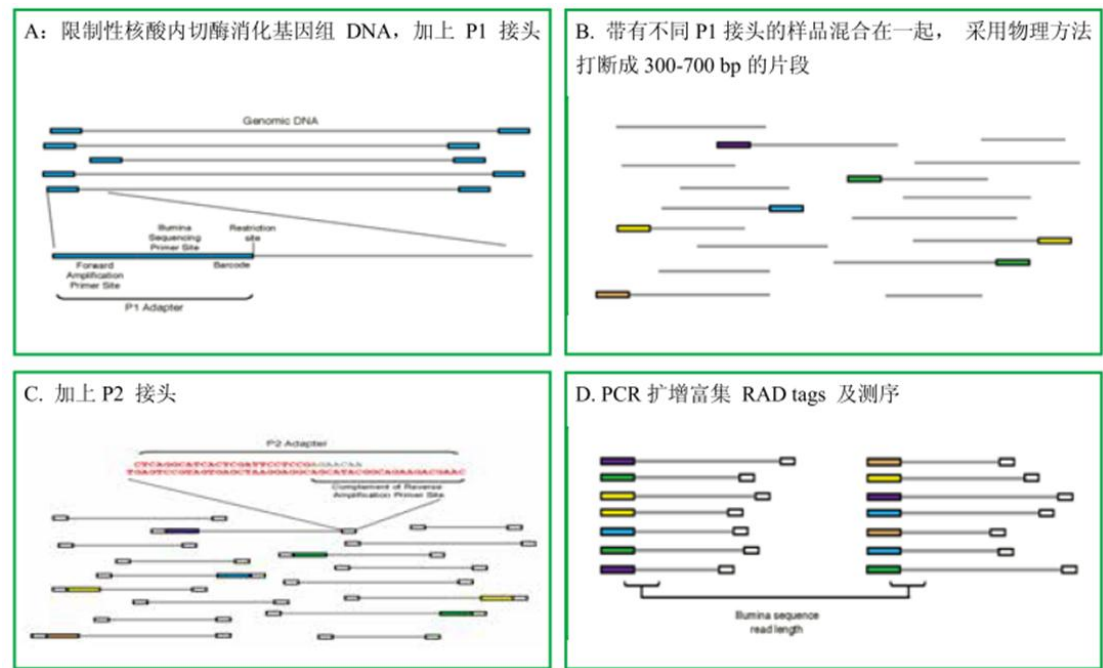 A：限制性核酸内切酶消化基因组 DNA，加上 P1 接头
Genomic DNA
Illumina
Sequencing
Primer Site
Restriction
site
Forward
Amplification
Primer Site
Barcode
P1 Adapter
B. 带有不同 P1 接头的样品混合在一起， 采用物理方法
打断成 300-700 bp 的片段
C. 加上 P2 接头
P2 Adapter
Complement of Reverse
Amplification Primer Site
D. PCR 扩增富集 RAD tags 及测序
Illumina sequence
read length